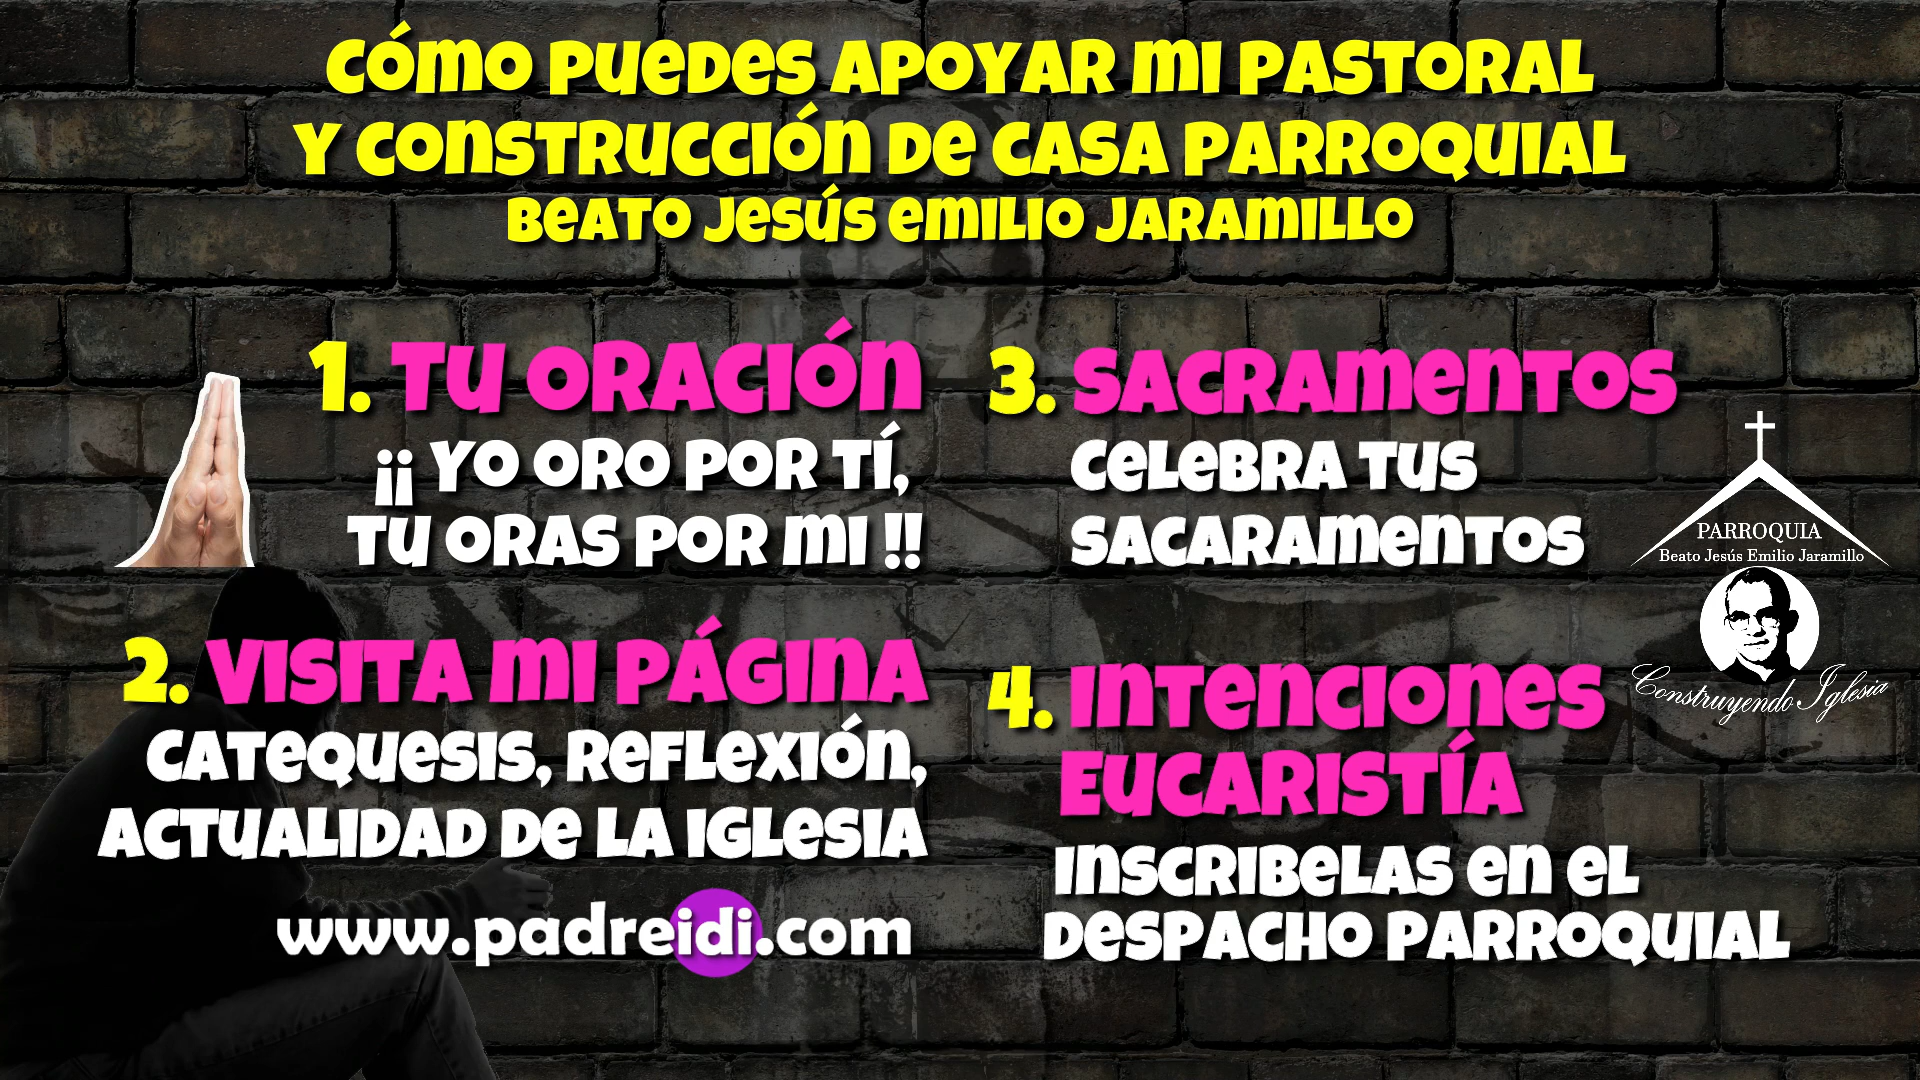 CÓMO PUEDES APOYAR MI PASTORAL
Y CONSTRUCCIÓN DE CASA PARROQUIAL
BEATO JESÚS EMILIO JARAMILLO
1. TU ORACIÓN
¡¡ YO ORO POR TÍ,
TU ORAS POR MI !!
2. VISITA MI PÁGINA
CATEQUESIS, REFLEXIÓN,
ACTUALIDAD DE LA IGLESIA
www.padreidi.com
3. SACRAMENTOS
CELEBRA TUS
SACARAMENTOS
4. INTENCIONES
EUCARISTÍA
INSCRIBELAS EN EL
DESPACHO PARROQUIAL
PARROQUIA
Beato Jesús Emilio Jaramillo
Construyendo Iglesia